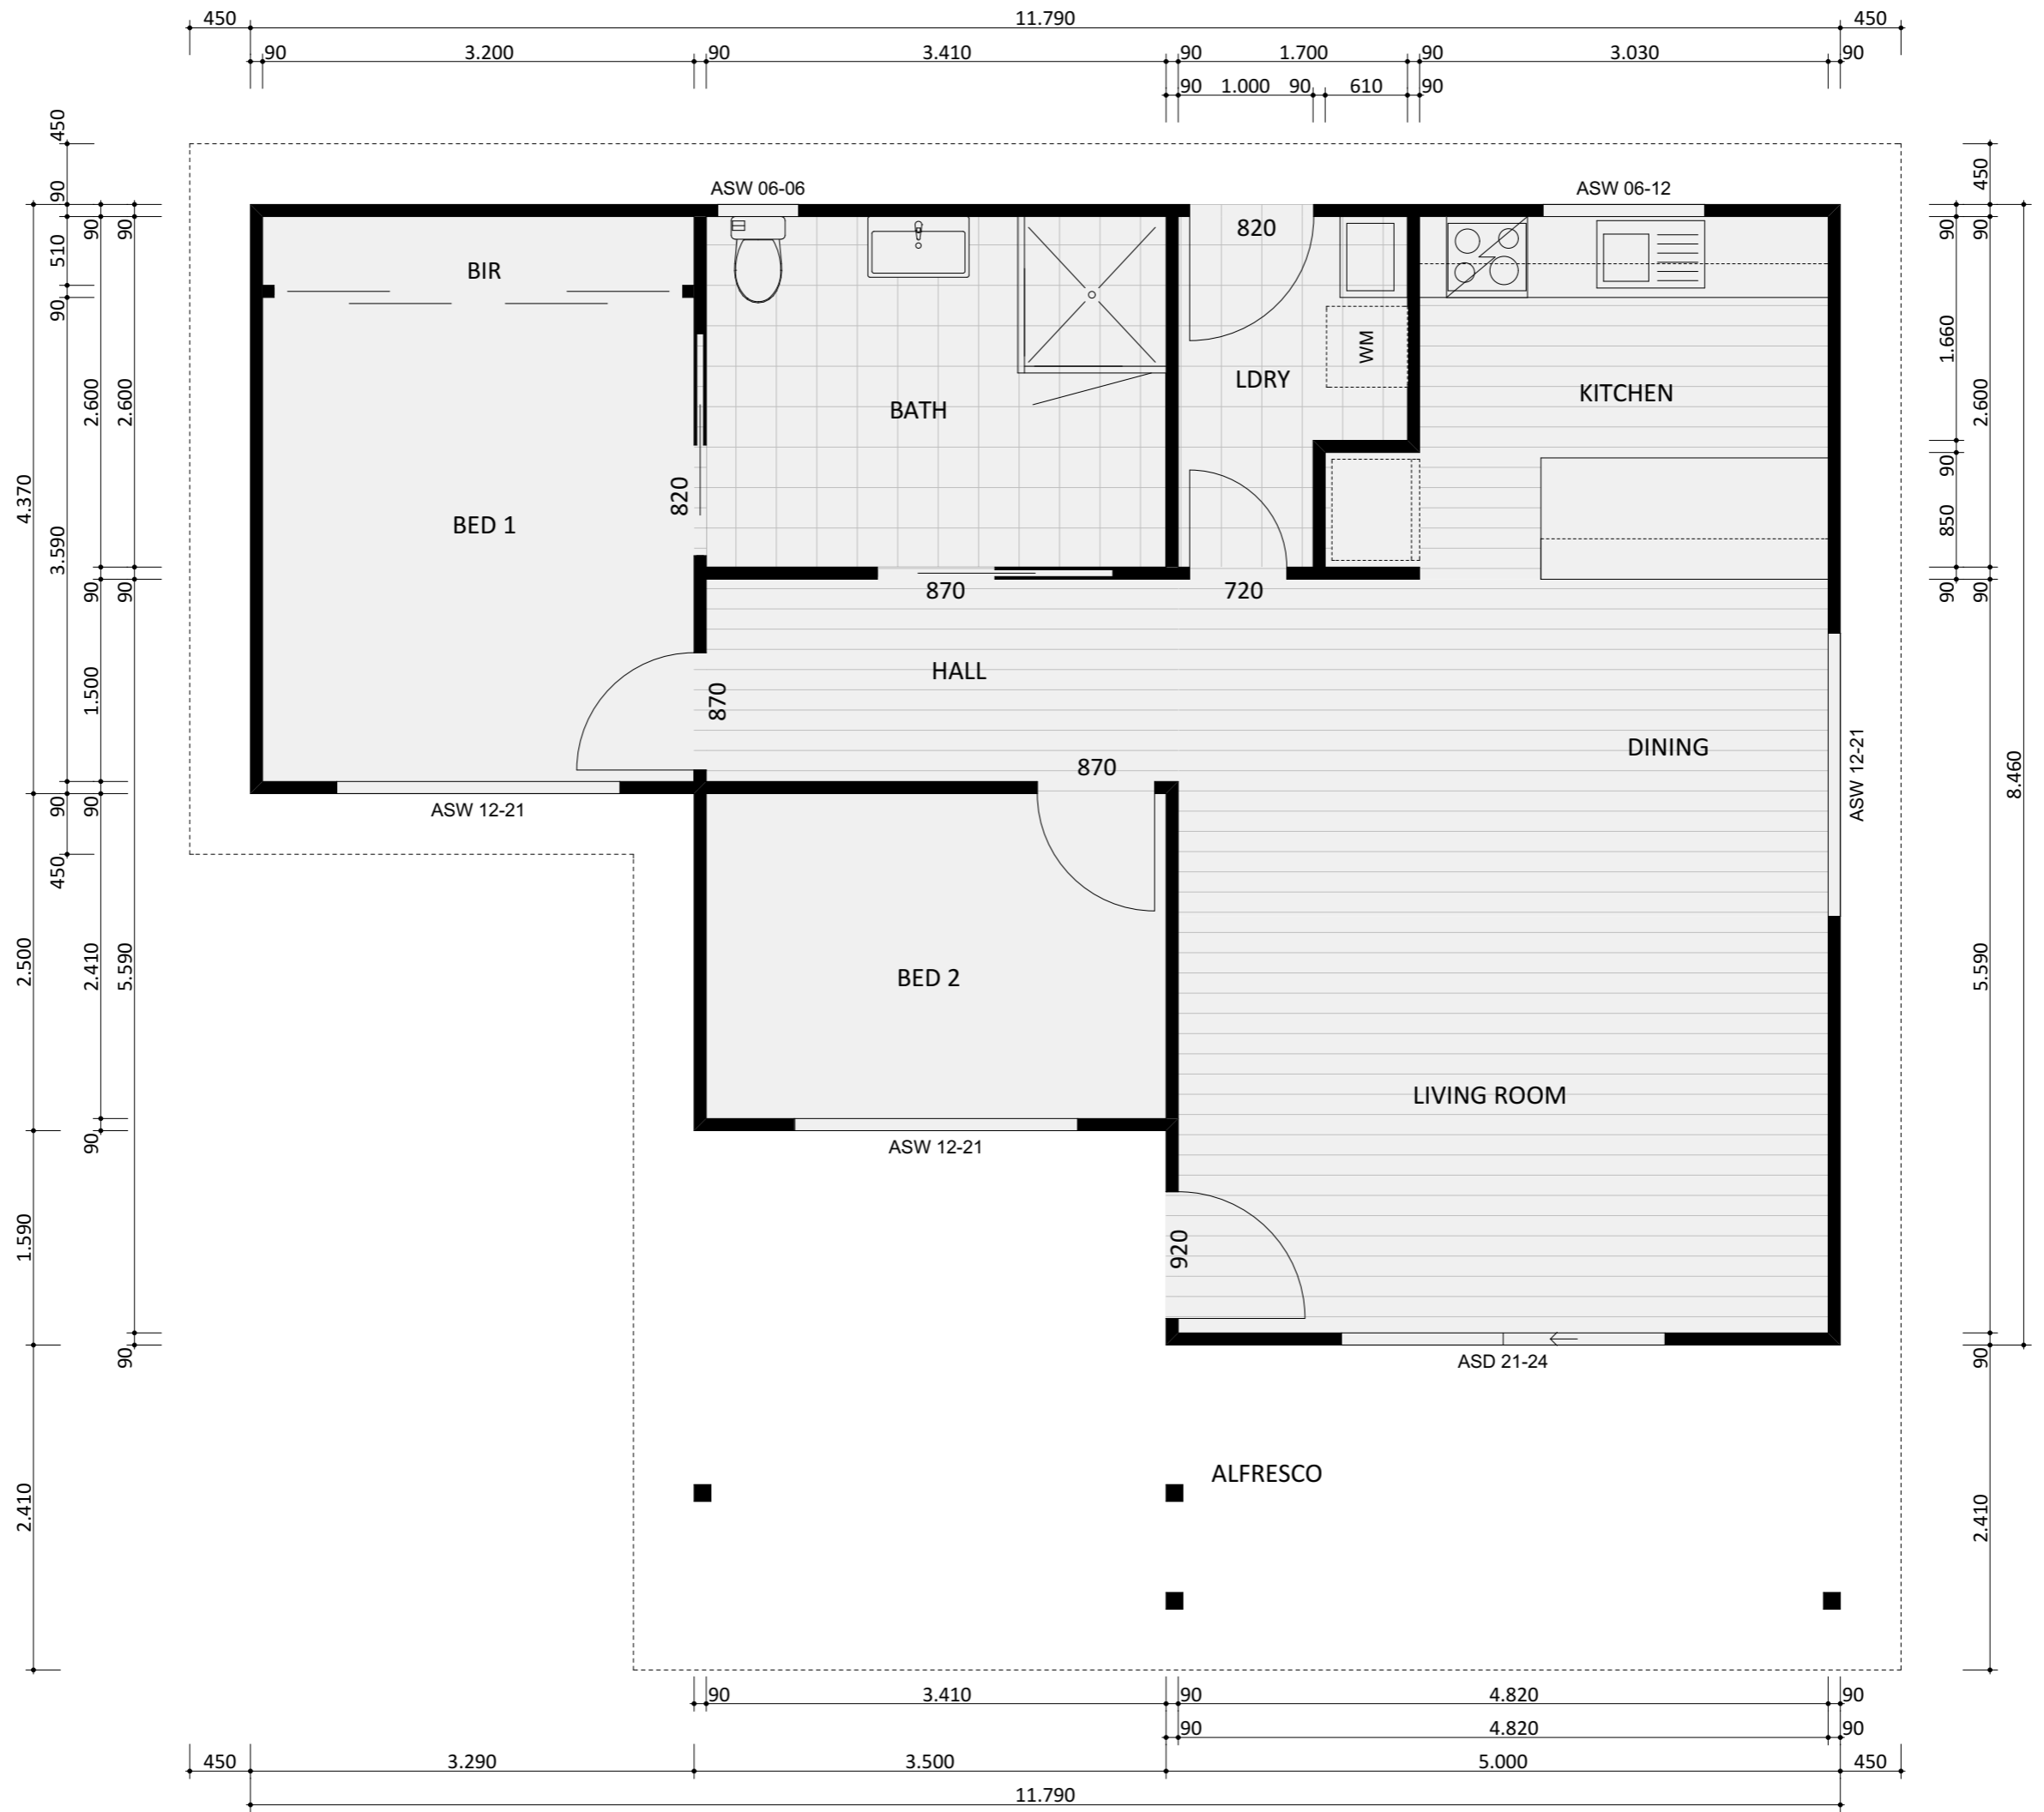 450 11.790 450
90 3.200 90 3.410 90 1.700 90 3.030 90
90 1.000 90 610 90
450
90
510
90
2.600
3.590
1.500
90
450
90
90
90
2.600
2.600
90
90
4.370
90
2.410
5.590
2.500
90
1.590
90
2.410
ASW 06-06
ASW 06-12
820
BIR
WM
LDRY
KITCHEN
BATH
820
BED 1
870
720
HALL
870
870
DINING
ASW 12-21
ASW 12-21
BED 2
LIVING ROOM
ASW 12-21
920
ASD 21-24
ALFRESCO
450
90
90
1.660
2.600
90
850
90
90
8.460
5.590
90
2.410
90 3.410 90 4.820 90
90 4.820 90
450 3.290 3.500 5.000 450
11.790